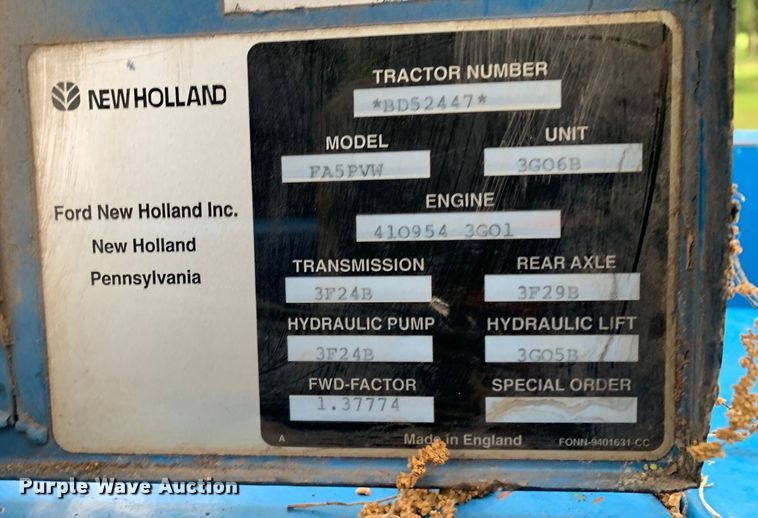 NEW HOLLAND
Ford New Holland Inc.
New Holland
Pennsylvania
TRACTOR NUMBER
*BD52447*
MODEL UNIT
FA5PVW 3G06B
ENGINE
410954 3G01
TRANSMISSION REAR AXLE
3F24B 3F29B
HYDRAULIC PUMP HYDRAULIC LIFT
3F24B 3G05B
FWD-FACTOR SPECIAL ORDER
1.37774
A Made in England FONN-9401631-CC
Purple Wave Auction